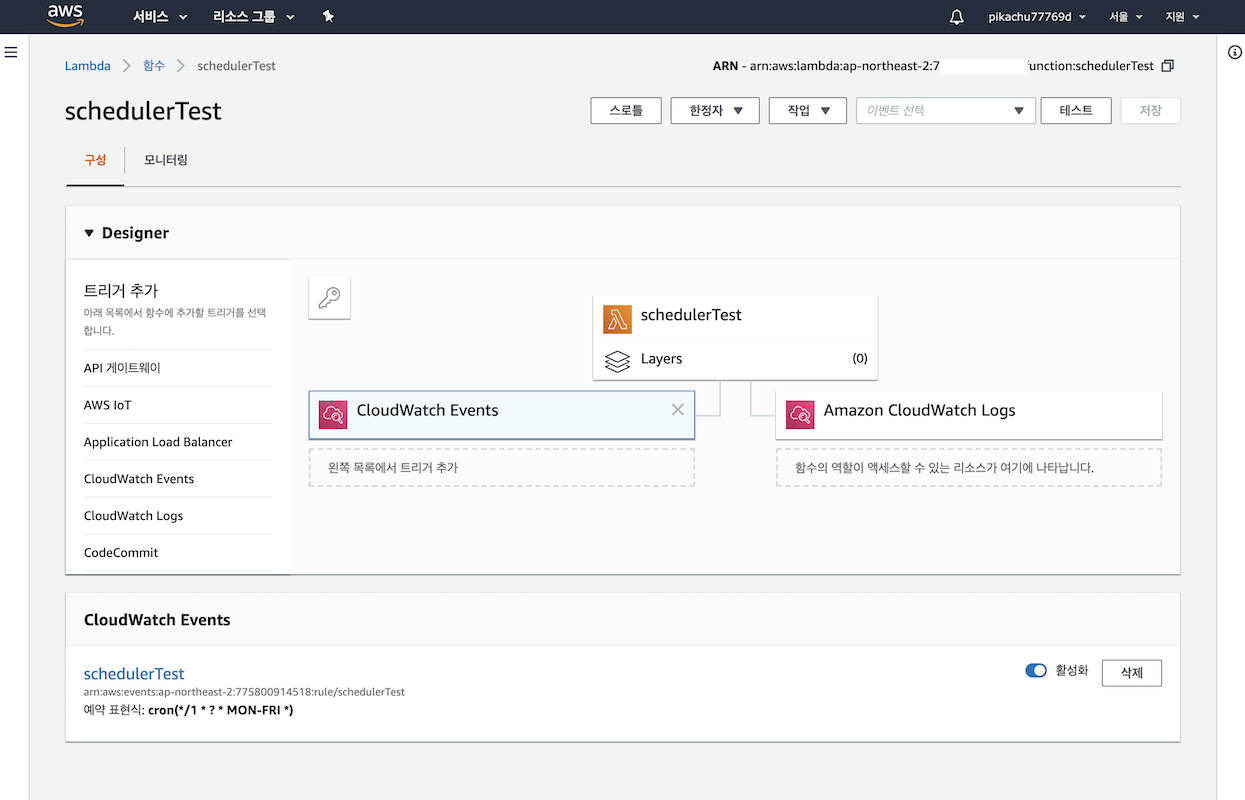 aws 서비스 리소스 그룹 pikachu77769d 서울 지원
Lambda 함수 schedulerTest ARN - arn:aws:lambda:ap-northeast-2:7 unction:schedulerTest
schedulerTest 스로틀 한정자 작업 이벤트 선택 테스트 저장
구성 모니터링
Designer
트리거 추가
아래 목록에서 함수에 추가할 트리거를 선택
합니다.
API 게이트웨이
AWS IoT
Application Load Balancer
CloudWatch Events
CloudWatch Logs
CodeCommit
schedulerTest
Layers (0)
CloudWatch Events
왼쪽 목록에서 트리거 추가
Amazon CloudWatch Logs
함수의 역할이 액세스할 수 있는 리소스가 여기에 나타납니다.
CloudWatch Events
schedulerTest 활성화 삭제
arn:aws:events:ap-northeast-2:775800914518:rule/schedulerTest
예약 표현식: cron(*/1 * ? * MON-FRI *)